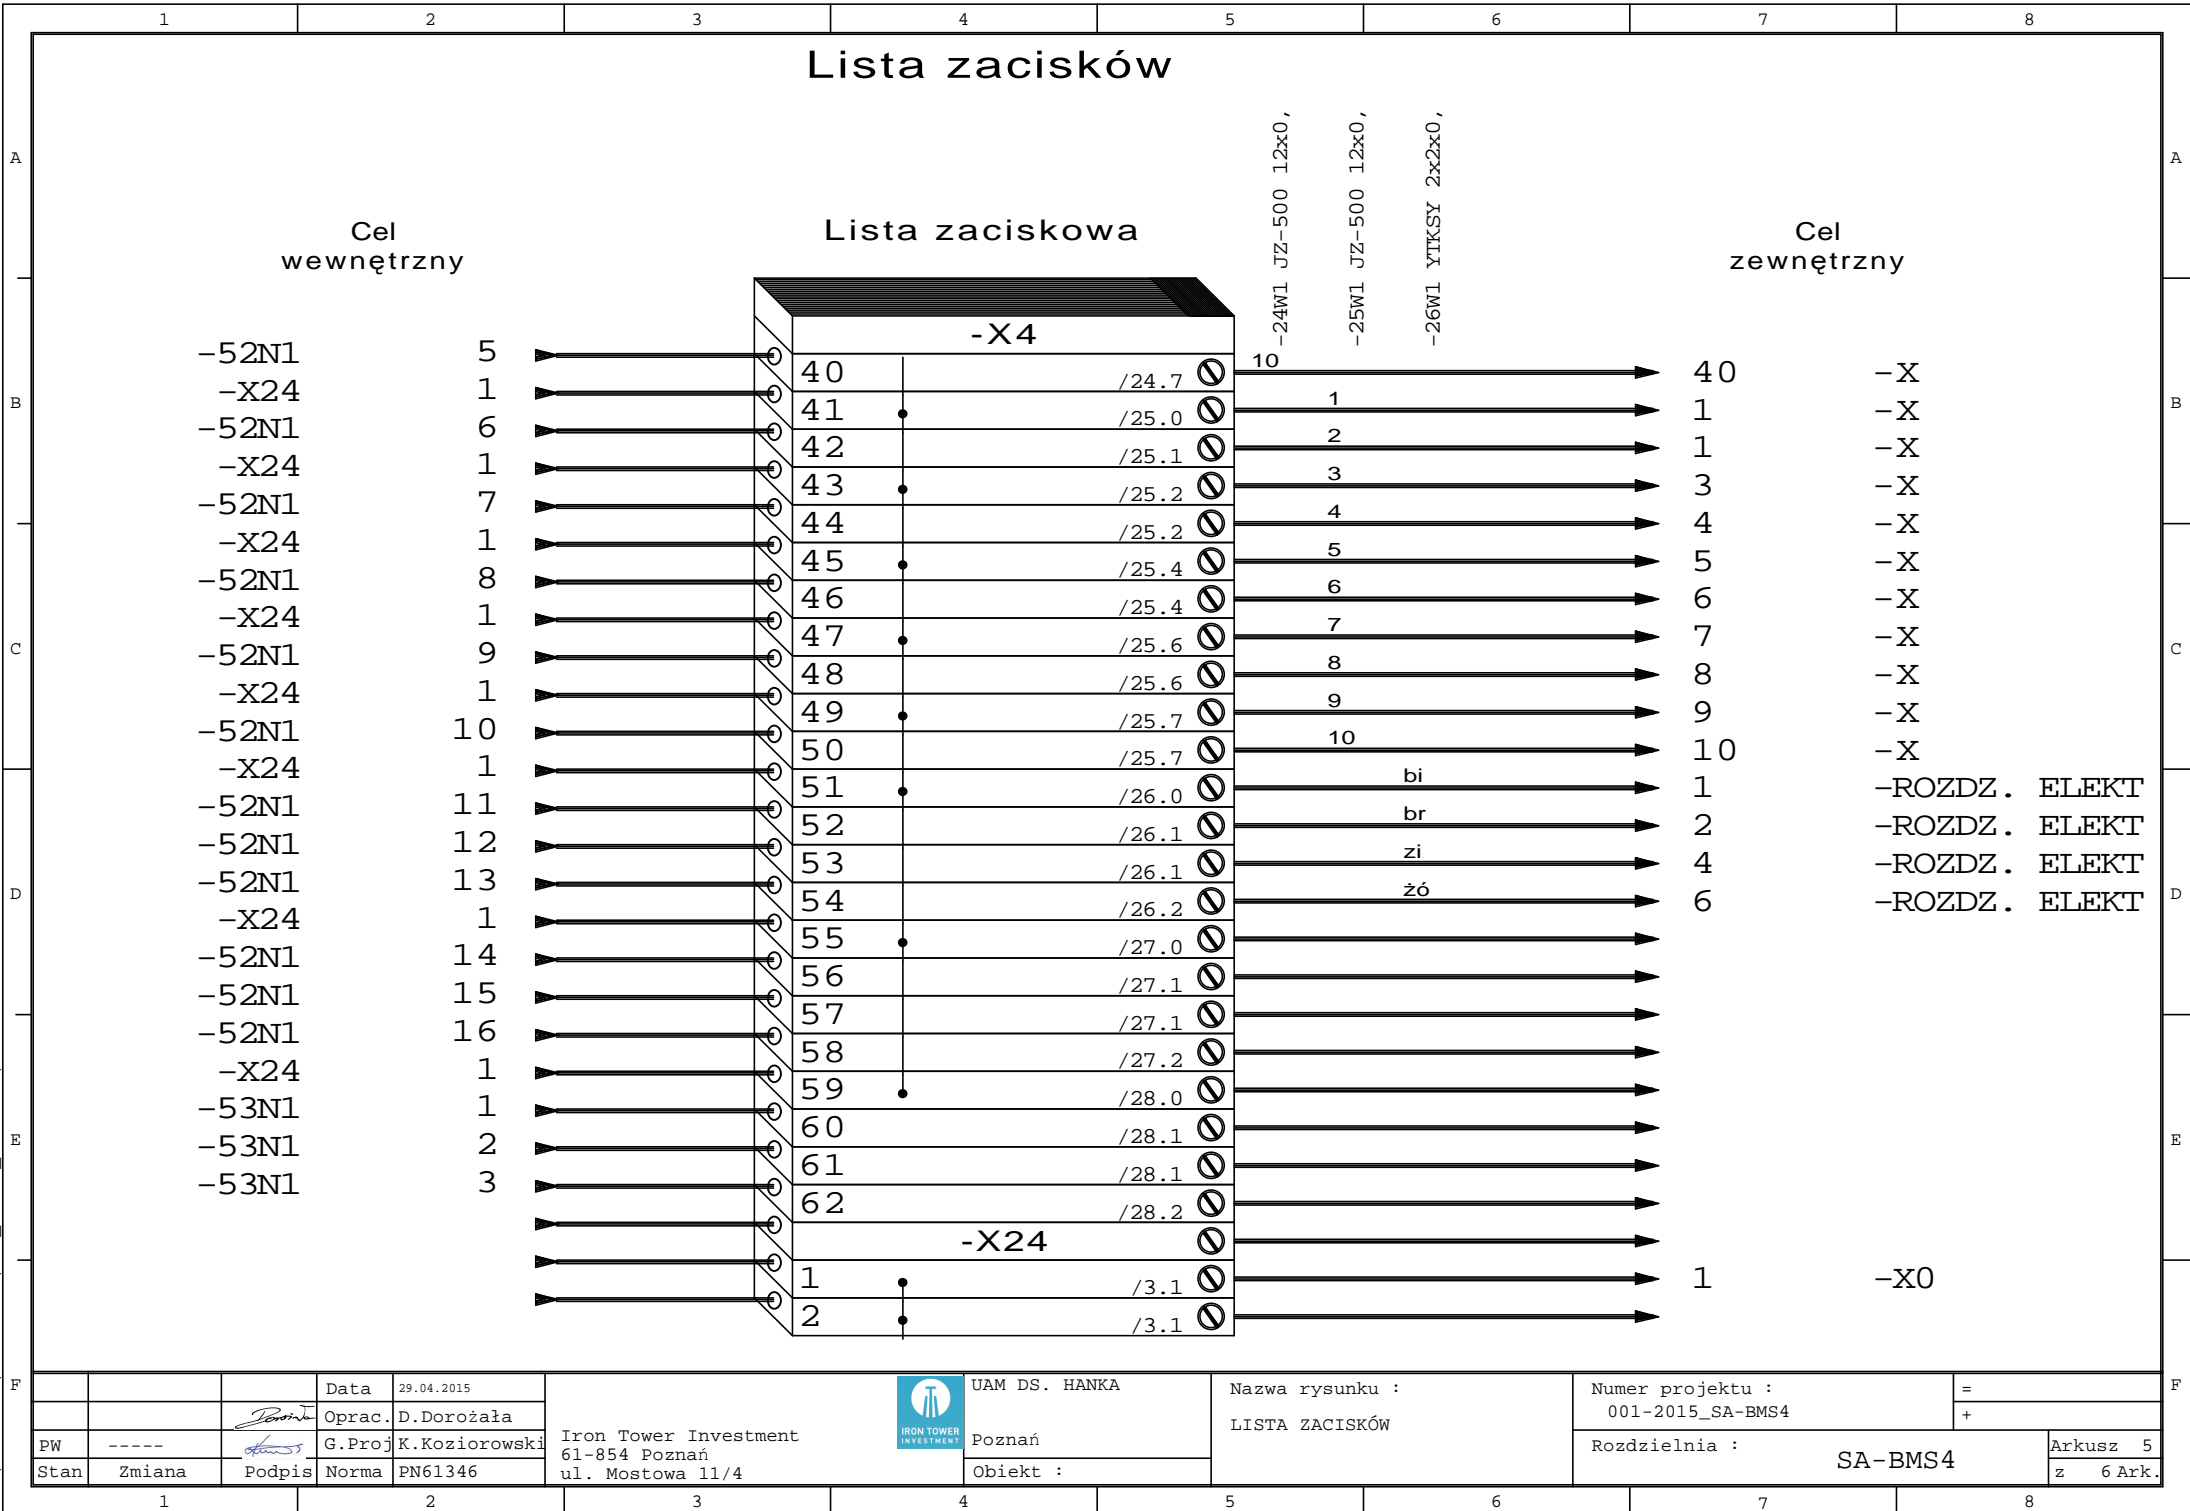 1 2 3 4 5 6 7 8
Lista zacisków
A A
-24W1 JZ-500 12x0,
-25W1 JZ-500 12x0,
-26W1 YTKSY 2x2x0,
Cel wewnętrzny
Lista zaciskowa
Cel zewnętrzny
-X4
-52N1 5 40 /24.7 10 40 -X
-X24 1 41 /25.0 1 1 -X
B B
-52N1 6 42 /25.1 2 1 -X
-X24 1 43 /25.2 3 3 -X
-52N1 7 44 /25.2 4 4 -X
-X24 1 45 /25.4 5 5 -X
-52N1 8 46 /25.4 6 6 -X
-X24 1 47 /25.6 7 7 -X
C C
-52N1 9 48 /25.6 8 8 -X
-X24 1 49 /25.7 9 9 -X
-52N1 10 50 /25.7 10 10 -X
-X24 1 51 /26.0 bi 1 -ROZDZ. ELEKT
-52N1 11 52 /26.1 br 2 -ROZDZ. ELEKT
-52N1 12 53 /26.1 zi 4 -ROZDZ. ELEKT
-52N1 13 54 /26.2 żó 6 -ROZDZ. ELEKT
D D
-X24 1 55 /27.0
-52N1 14 56 /27.1
-52N1 15 57 /27.1
-52N1 16 58 /27.2
-X24 1 59 /28.0
-53N1 1 60 /28.1
E E
-53N1 2 61 /28.1
-53N1 3 62 /28.2
-X24
1 /3.1 1 -X0
2 /3.1
F F
Data 29.04.2015
Oprac. D.Dorożała
PW ----- G.Proj K.Koziorowski
Stan Zmiana Podpis Norma PN61346
Iron Tower Investment
61-854 Poznań
ul. Mostowa 11/4
IRON TOWER
INVESTMENT
UAM DS. HANKA
Poznań
Obiekt :
Nazwa rysunku :
LISTA ZACISKÓW
Numer projektu :
001-2015_SA-BMS4
=
+
Rozdzielnia :
SA-BMS4
Arkusz 5
z 6 Ark.
1 2 3 4 5 6 7 8